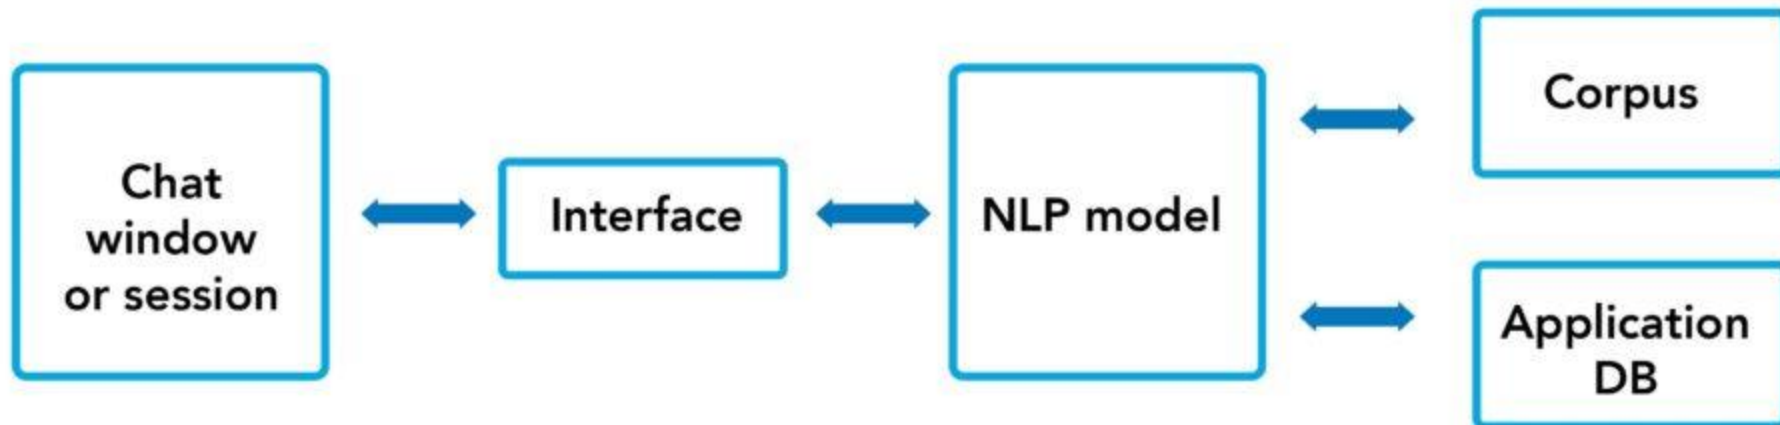 Chat
window
or session
Interface
NLP model
Corpus
Application
DB